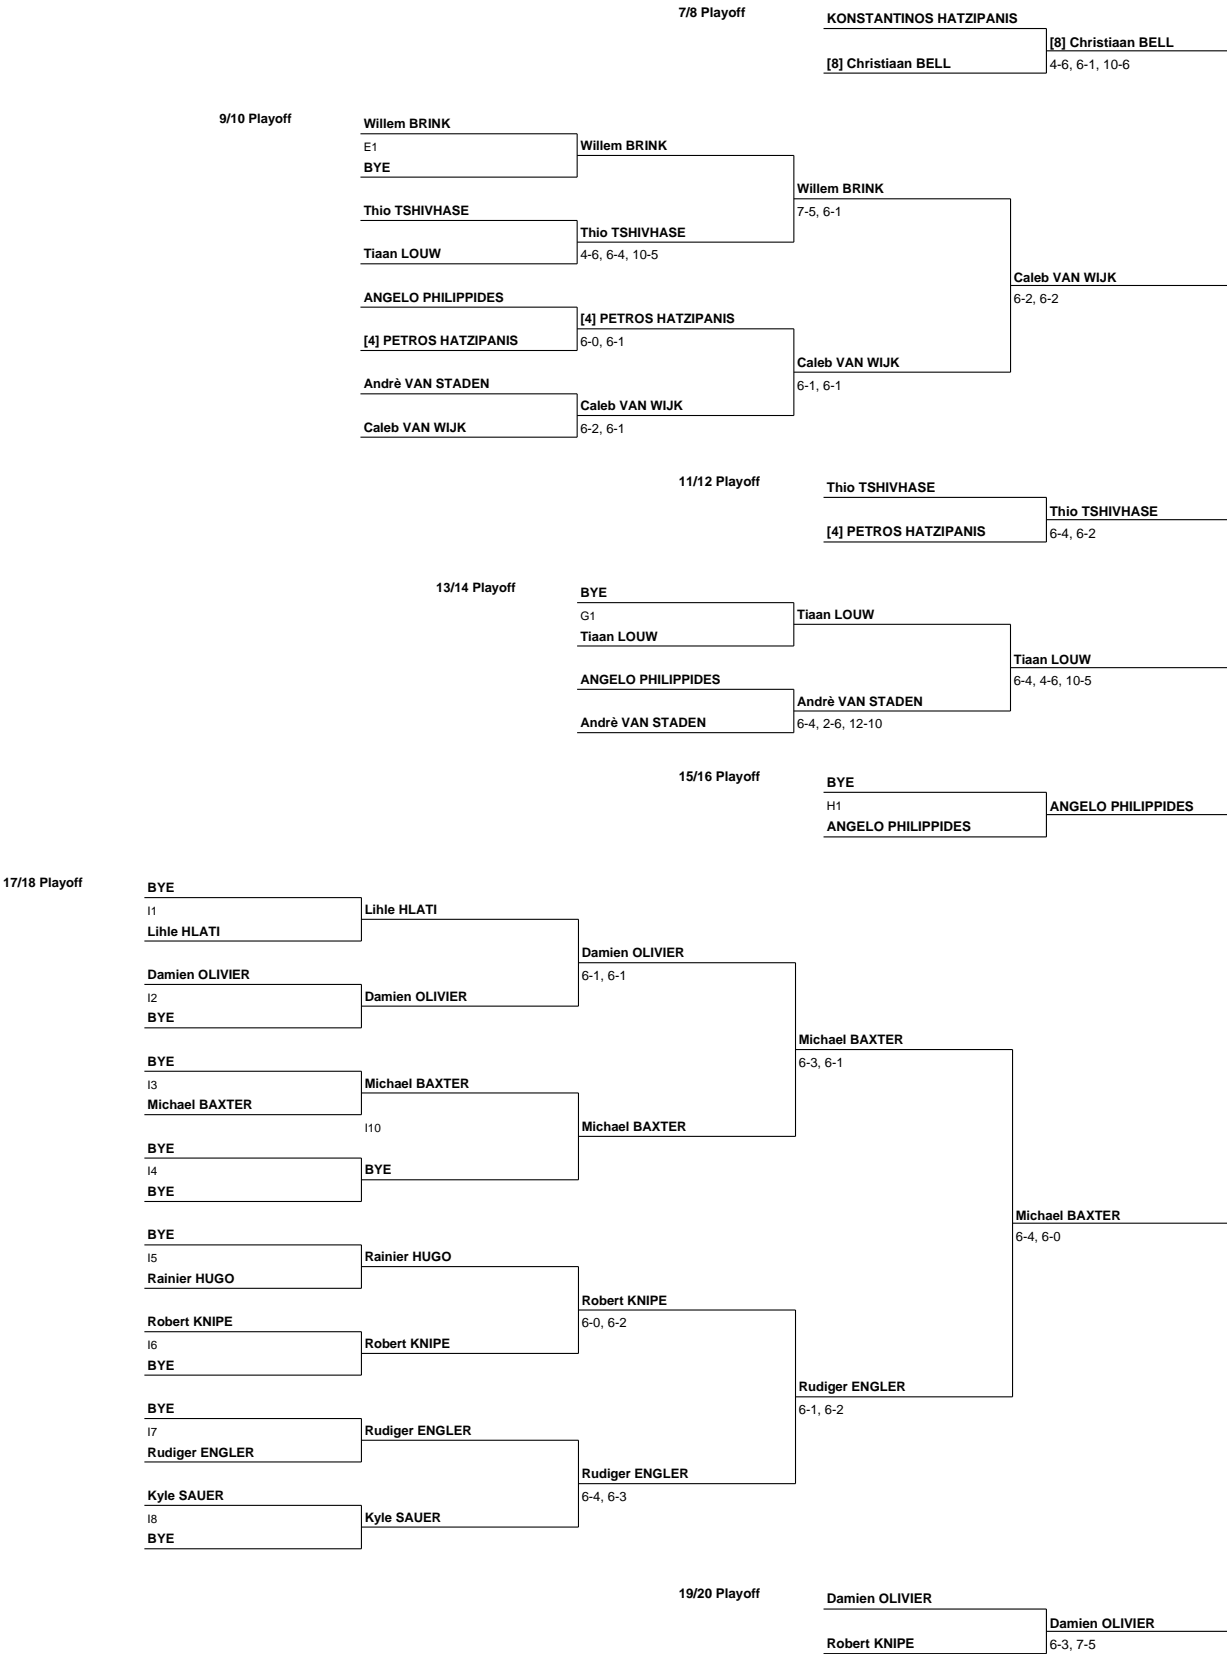 7/8 Playoff
KONSTANTINOS HATZIPANIS
[8] Christiaan BELL
[8] Christiaan BELL
4-6, 6-1, 10-6
9/10 Playoff
Willem BRINK
E1
Willem BRINK
BYE
Willem BRINK
Thio TSHIVHASE
7-5, 6-1
Thio TSHIVHASE
Tiaan LOUW
4-6, 6-4, 10-5
Caleb VAN WIJK
ANGELO PHILIPPIDES
6-2, 6-2
[4] PETROS HATZIPANIS
[4] PETROS HATZIPANIS
6-0, 6-1
Caleb VAN WIJK
Andrè VAN STADEN
6-1, 6-1
Caleb VAN WIJK
Caleb VAN WIJK
6-2, 6-1
11/12 Playoff
Thio TSHIVHASE
Thio TSHIVHASE
[4] PETROS HATZIPANIS
6-4, 6-2
13/14 Playoff
BYE
G1
Tiaan LOUW
Tiaan LOUW
Tiaan LOUW
ANGELO PHILIPPIDES
6-4, 4-6, 10-5
Andrè VAN STADEN
Andrè VAN STADEN
6-4, 2-6, 12-10
15/16 Playoff
BYE
H1
ANGELO PHILIPPIDES
ANGELO PHILIPPIDES
17/18 Playoff
BYE
I1
Lihle HLATI
Lihle HLATI
Damien OLIVIER
Damien OLIVIER
6-1, 6-1
I2
Damien OLIVIER
BYE
Michael BAXTER
BYE
6-3, 6-1
I3
Michael BAXTER
Michael BAXTER
I10
Michael BAXTER
BYE
I4
BYE
BYE
Michael BAXTER
BYE
6-4, 6-0
I5
Rainier HUGO
Rainier HUGO
Robert KNIPE
Robert KNIPE
6-0, 6-2
I6
Robert KNIPE
BYE
Rudiger ENGLER
BYE
6-1, 6-2
I7
Rudiger ENGLER
Rudiger ENGLER
Rudiger ENGLER
Kyle SAUER
6-4, 6-3
I8
Kyle SAUER
BYE
19/20 Playoff
Damien OLIVIER
Damien OLIVIER
Robert KNIPE
6-3, 7-5